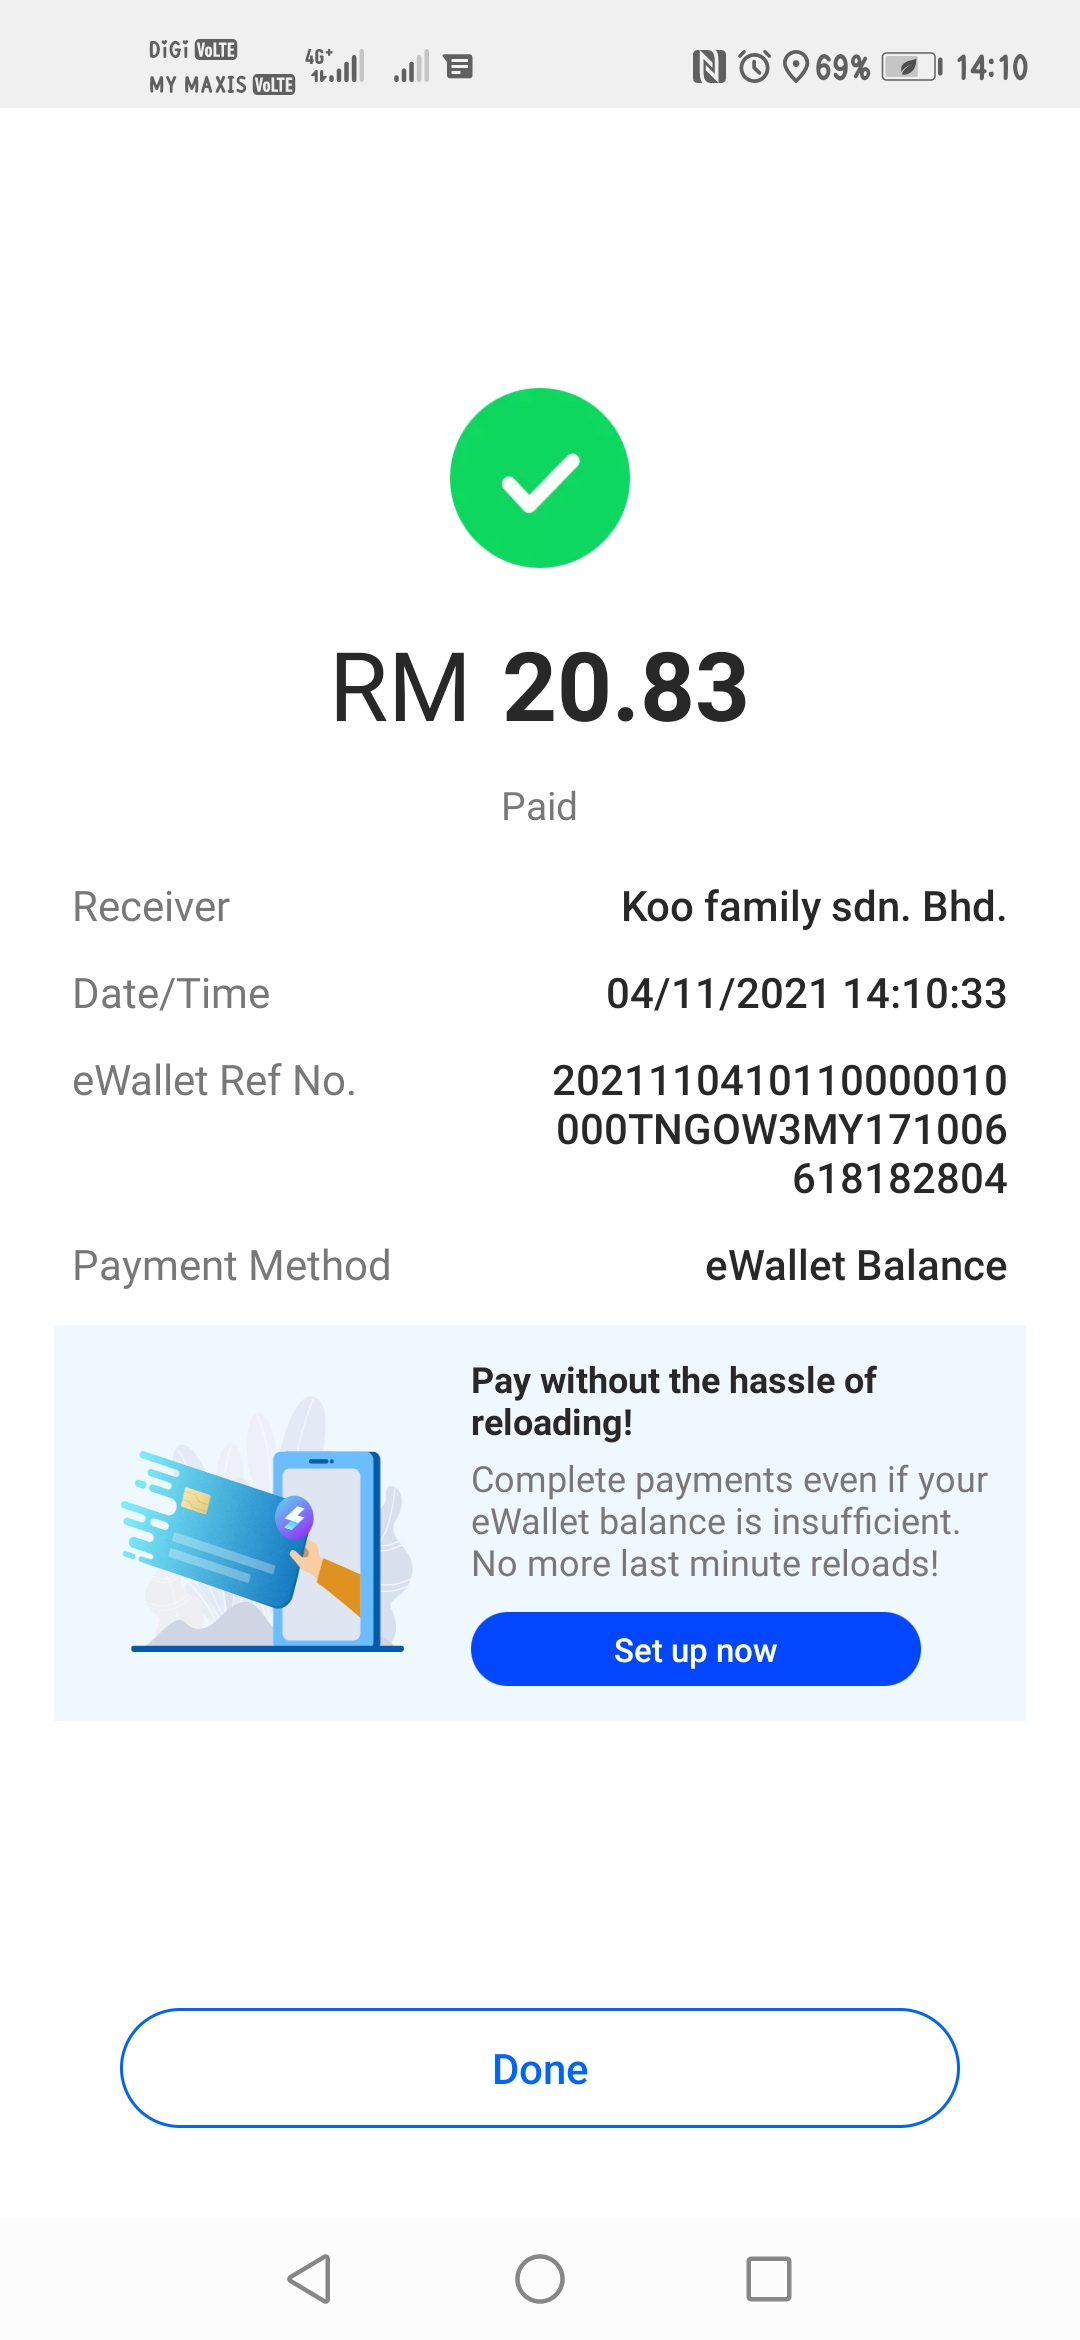 DiGi VoLTE
MY MAXIS VoLTE
4G+
69%
14:10
RM 20.83
Paid
Receiver Koo family sdn. Bhd.
Date/Time 04/11/2021 14:10:33
eWallet Ref No. 2021110410110000010
000TNGOW3MY171006
618182804
Payment Method eWallet Balance
Pay without the hassle of
reloading!
Complete payments even if your
eWallet balance is insufficient.
No more last minute reloads!
Set up now
Done